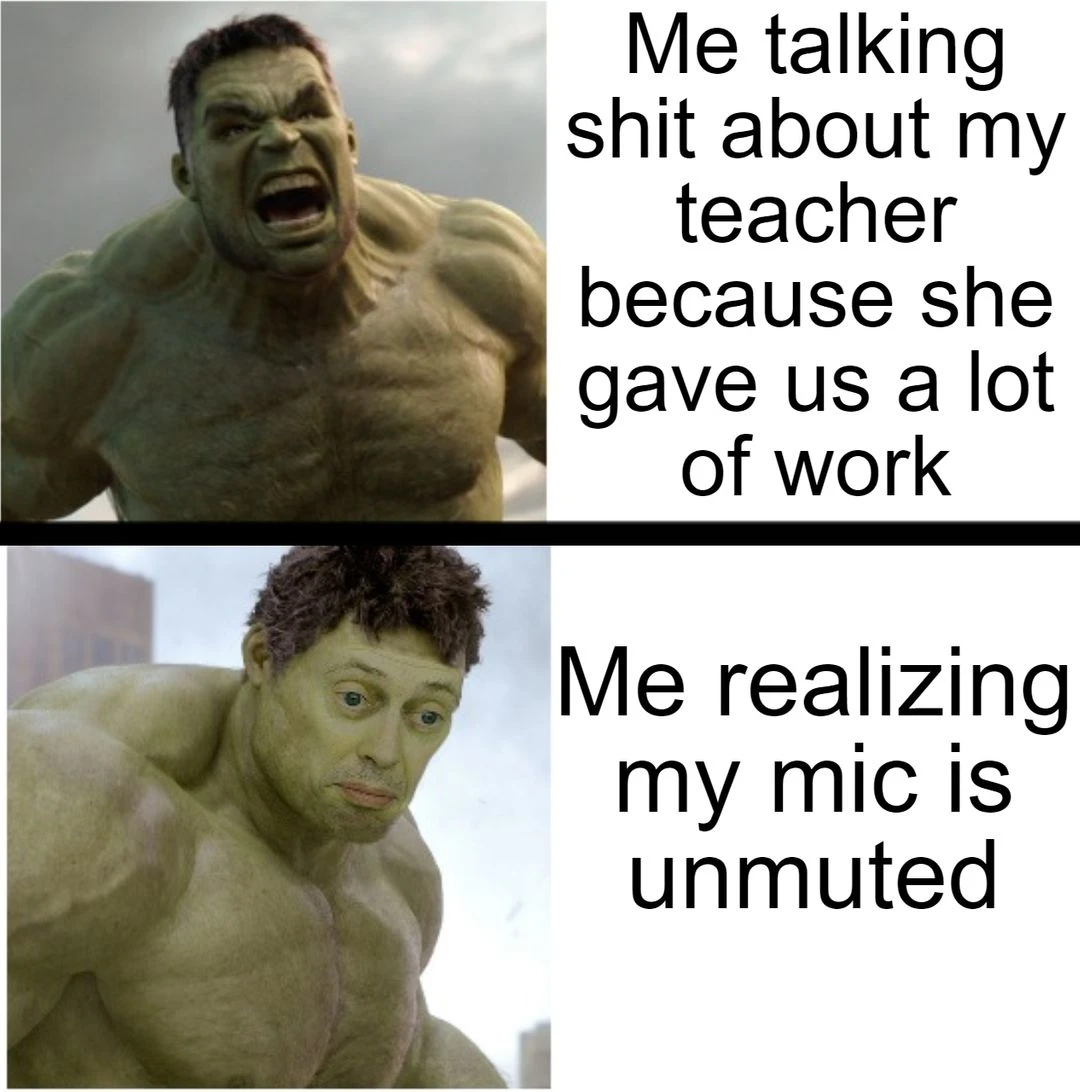 Me talking
shit about my
teacher
because she
gave us a lot
of work
Me realizing
my mic is
unmuted